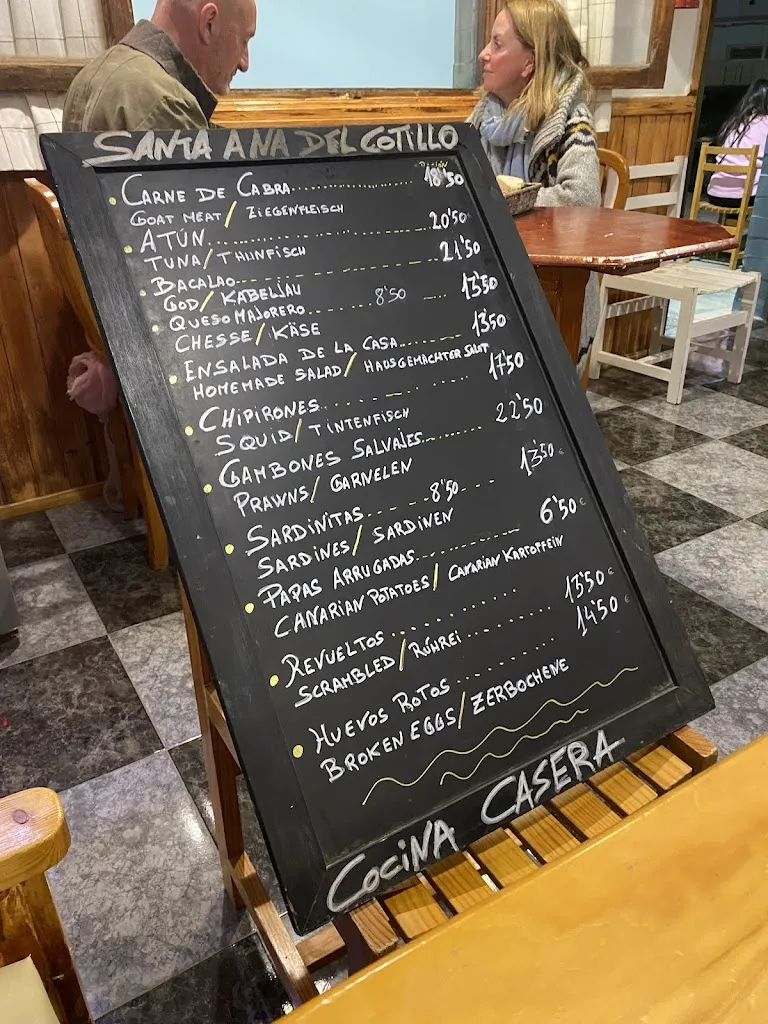 SANTA ANA DEL COTILLO
Ración
CARNE DE CABRA 18'50
GOAT MEAT / ZIEGENFLEISCH
ATÚN 20'50
TUNA / THUNFISCH
BACALAO 21'50
COD / KABELJAU
QUESO MAJORERO 8'50 13'50
CHESSE / KÄSE
ENSALADA DE LA CASA 13'50
HOMEMADE SALAD / HAUSGEMACHTER SALAT
CHIPIRONES 17'50
SQUID / TINTENFISCH
GAMBONES SALVAJES 22'50
PRAWNS / GARNELEN
SARDINITAS 8'50 13'50 €
SARDINES / SARDINEN
PAPAS ARRUGADAS 6'50 €
CANARIAN POTATOES / CANARIAN KARTOFFEIN
REVUELTOS 13'50 €
SCRAMBLED / RÜHREI
HUEVOS ROTOS 14'50 €
BROKEN EGGS / ZERBOCHENE
COCINA CASERA